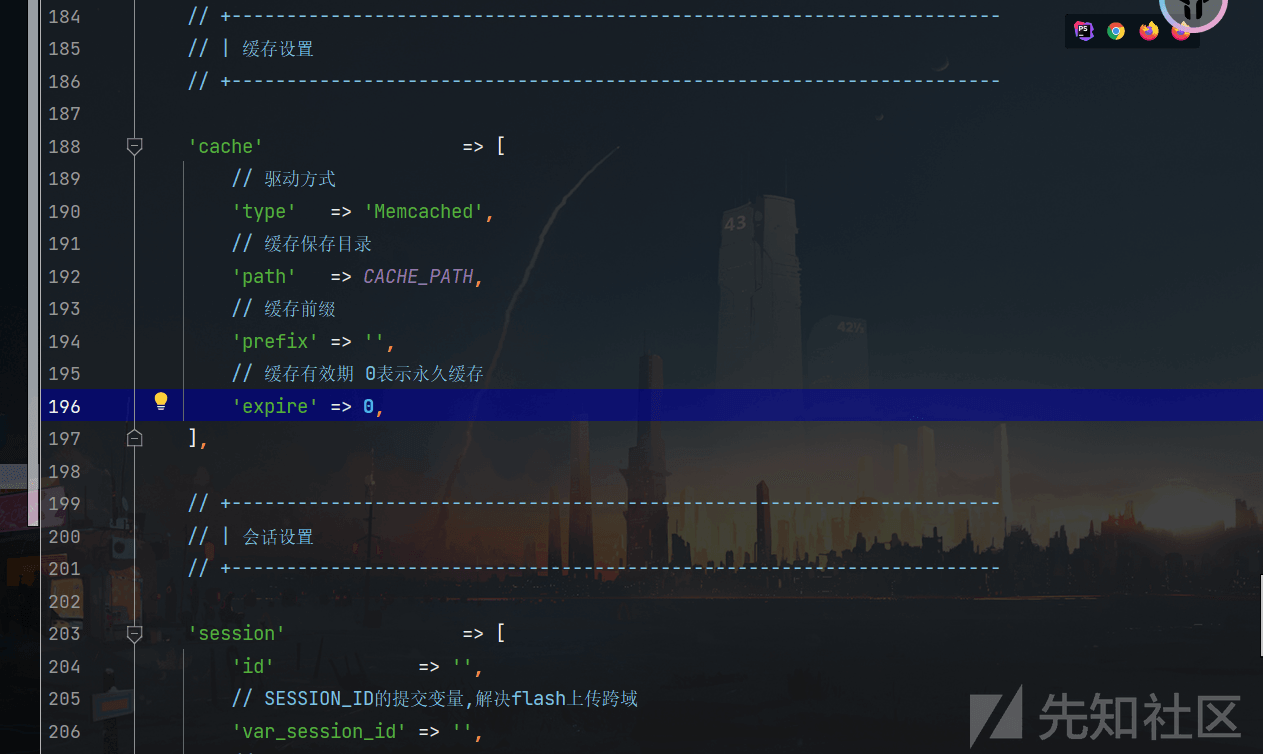 184 // +----------------------------------------------------------------------
185 // | 缓存设置
186 // +----------------------------------------------------------------------
187
188 'cache' => [
189 // 驱动方式
190 'type' => 'Memcached',
191 // 缓存保存目录
192 'path' => CACHE_PATH,
193 // 缓存前缀
194 'prefix' => '',
195 // 缓存有效期 0表示永久缓存
196 'expire' => 0,
197 ],
198
199 // +----------------------------------------------------------------------
200 // | 会话设置
201 // +----------------------------------------------------------------------
202
203 'session' => [
204 'id' => '',
205 // SESSION_ID的提交变量,解决flash上传跨域
206 'var_session_id' => '',
PS
43
42½
先知社区